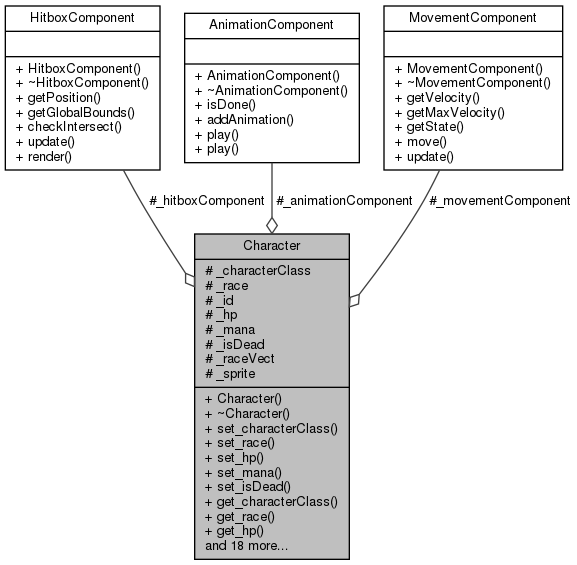 HitboxComponent
+ HitboxComponent()
+ ~HitboxComponent()
+ getPosition()
+ getGlobalBounds()
+ checkIntersect()
+ update()
+ render()
AnimationComponent
+ AnimationComponent()
+ ~AnimationComponent()
+ isDone()
+ addAnimation()
+ play()
+ play()
MovementComponent
+ MovementComponent()
+ ~MovementComponent()
+ getVelocity()
+ getMaxVelocity()
+ getState()
+ move()
+ update()
#_hitboxComponent
#_animationComponent
#_movementComponent
Character
# _characterClass
# _race
# _id
# _hp
# _mana
# _isDead
# _raceVect
# _sprite
+ Character()
+ ~Character()
+ set_characterClass()
+ set_race()
+ set_hp()
+ set_mana()
+ set_isDead()
+ get_characterClass()
+ get_race()
+ get_hp()
and 18 more...